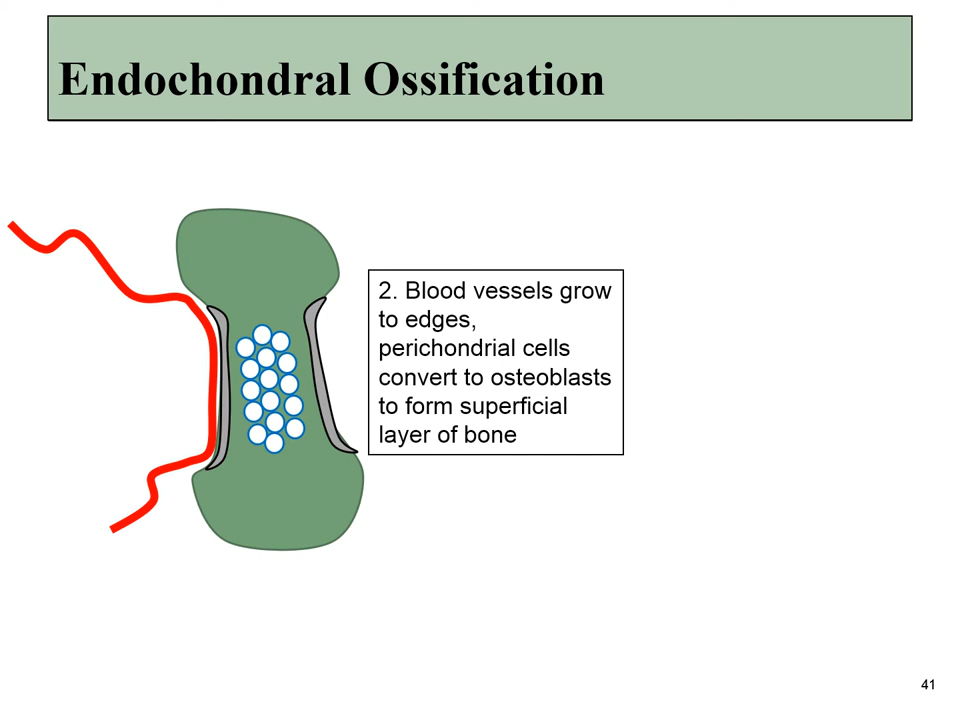 Endochondral Ossification
2. Blood vessels grow
to edges,
perichondrial cells
convert to osteoblasts
to form superficial
layer of bone
41